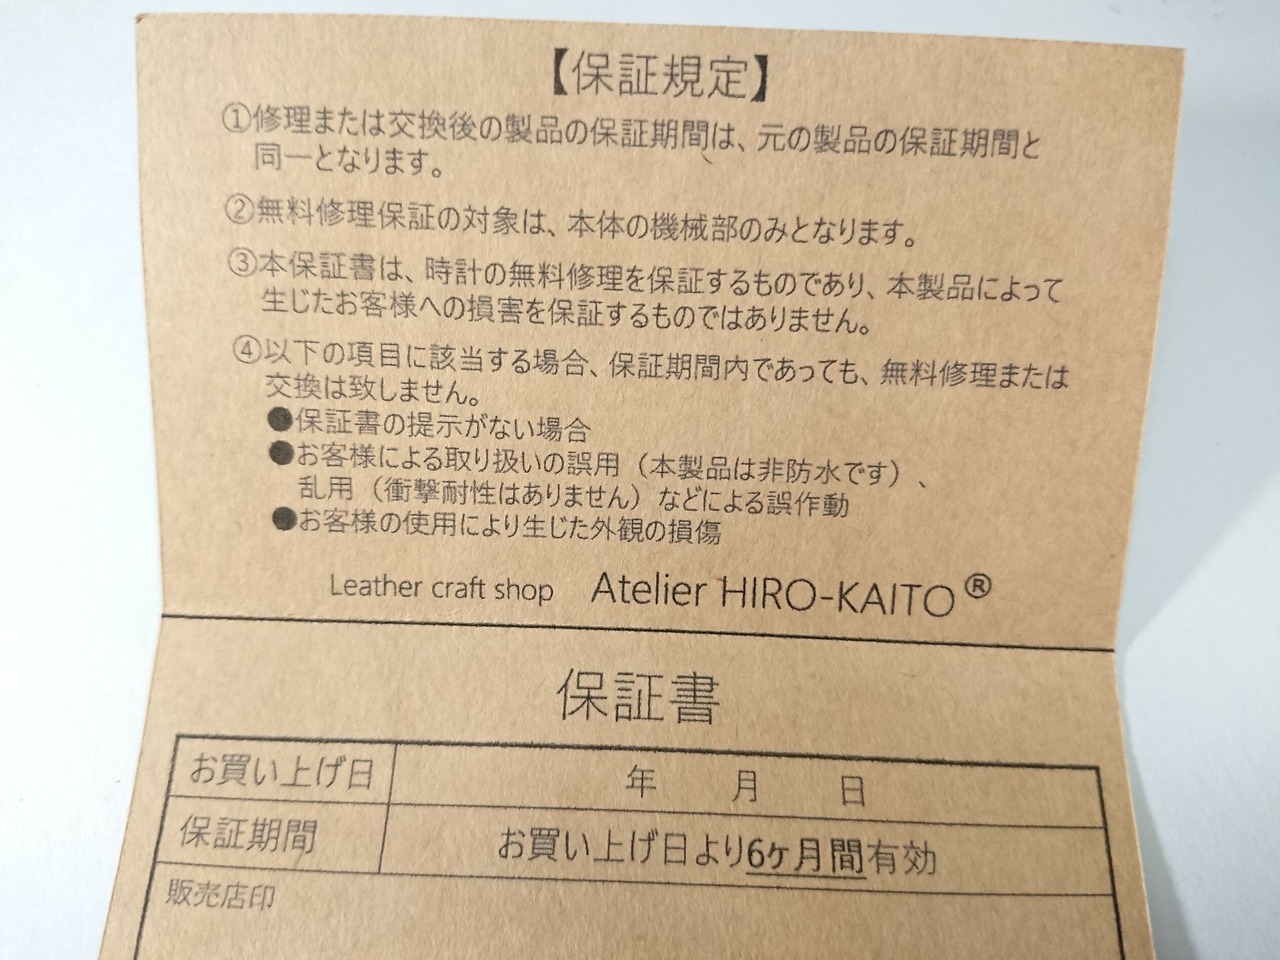 【保証規定】
①修理または交換後の製品の保証期間は、元の製品の保証期間と
同一となります。
②無料修理保証の対象は、本体の機械部のみとなります。
③本保証書は、時計の無料修理を保証するものであり、本製品によって
生じたお客様への損害を保証するものではありません。
④以下の項目に該当する場合、保証期間内であっても、無料修理または
交換は致しません。
●保証書の提示がない場合
●お客様による取り扱いの誤用（本製品は非防水です）、
乱用（衝撃耐性はありません）などによる誤作動
●お客様の使用により生じた外観の損傷
Leather craft shop Atelier HIRO-KAITO®
保証書
お買い上げ日 年 月 日
保証期間 お買い上げ日より6ヶ月間有効
販売店印